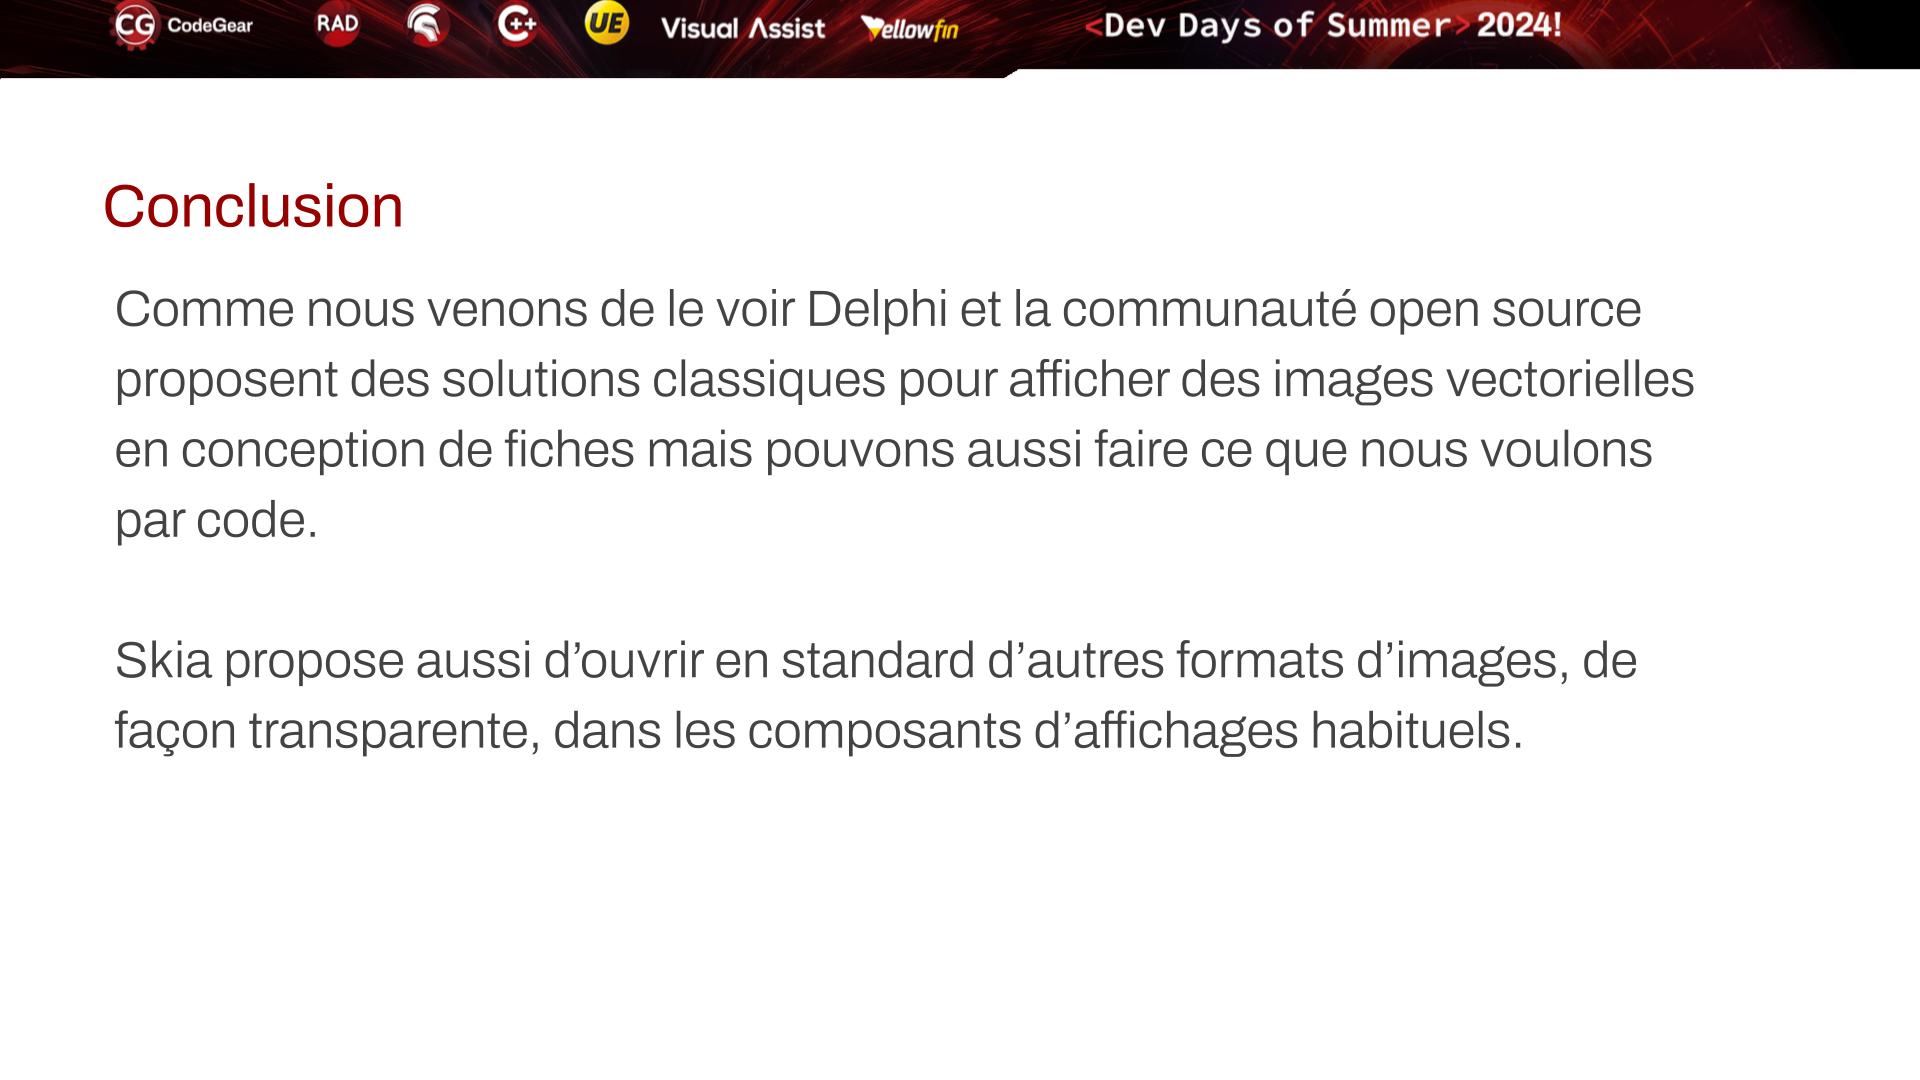 CG CodeGear RAD C++ UE Visual Assist Yellowfin <Dev Days of Summer> 2024!
Conclusion
Comme nous venons de le voir Delphi et la communauté open source
proposent des solutions classiques pour afficher des images vectorielles
en conception de fiches mais pouvons aussi faire ce que nous voulons
par code.
Skia propose aussi d’ouvrir en standard d’autres formats d’images, de
façon transparente, dans les composants d’affichages habituels.